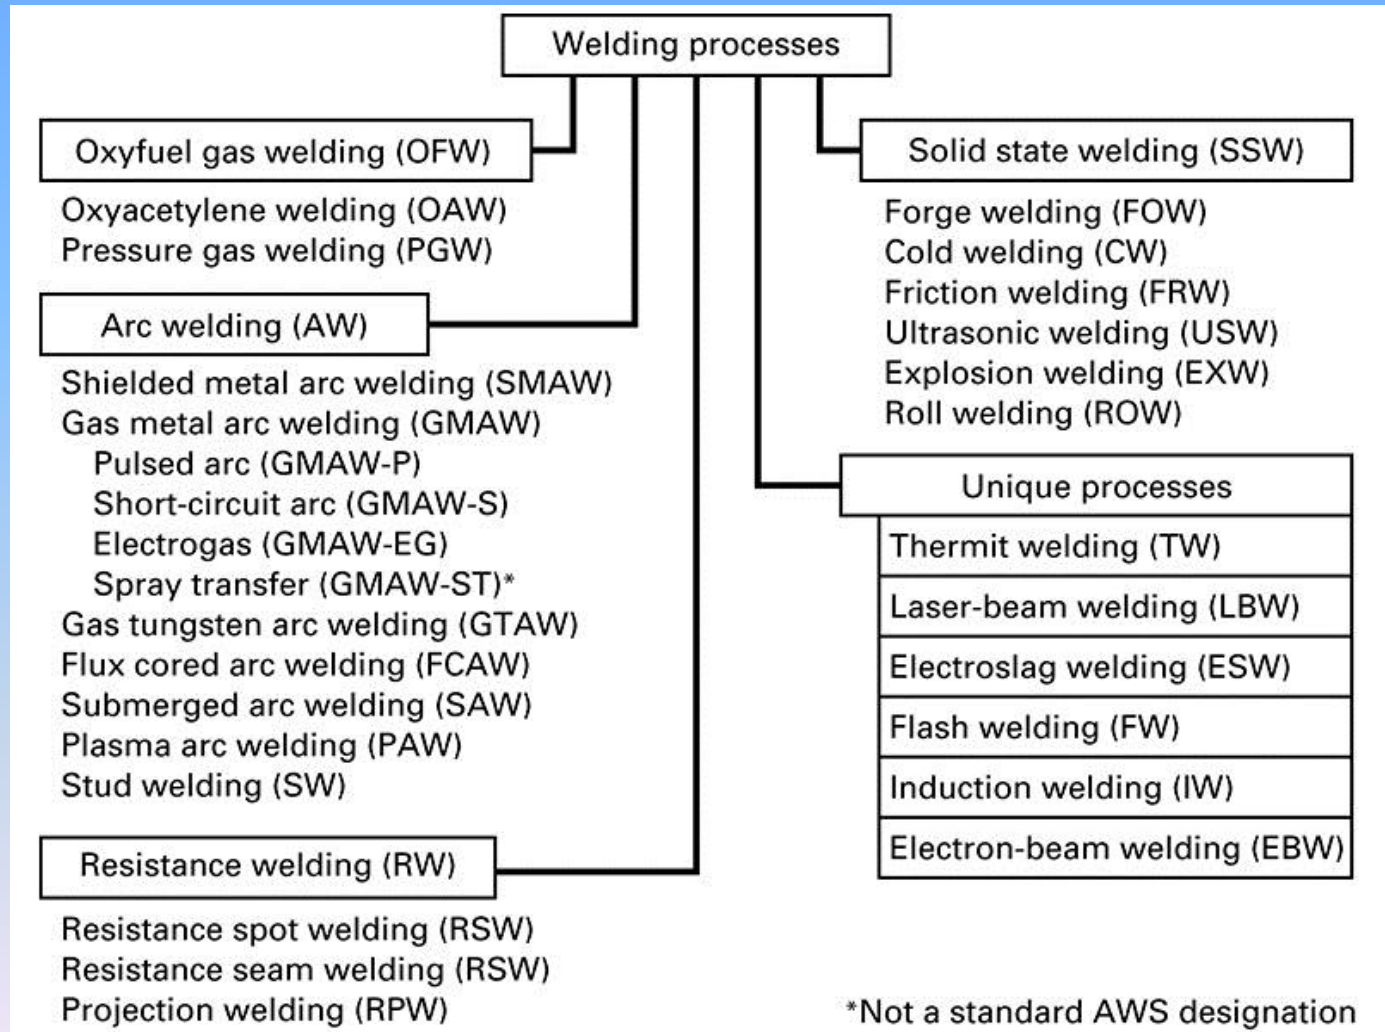 Welding processes
Oxyfuel gas welding (OFW)
Oxyacetylene welding (OAW)
Pressure gas welding (PGW)
Arc welding (AW)
Shielded metal arc welding (SMAW)
Gas metal arc welding (GMAW)
Pulsed arc (GMAW-P)
Short-circuit arc (GMAW-S)
Electrogas (GMAW-EG)
Spray transfer (GMAW-ST)*
Gas tungsten arc welding (GTAW)
Flux cored arc welding (FCAW)
Submerged arc welding (SAW)
Plasma arc welding (PAW)
Stud welding (SW)
Resistance welding (RW)
Resistance spot welding (RSW)
Resistance seam welding (RSW)
Projection welding (RPW)
Solid state welding (SSW)
Forge welding (FOW)
Cold welding (CW)
Friction welding (FRW)
Ultrasonic welding (USW)
Explosion welding (EXW)
Roll welding (ROW)
Unique processes
Thermit welding (TW)
Laser-beam welding (LBW)
Electroslag welding (ESW)
Flash welding (FW)
Induction welding (IW)
Electron-beam welding (EBW)
*Not a standard AWS designation